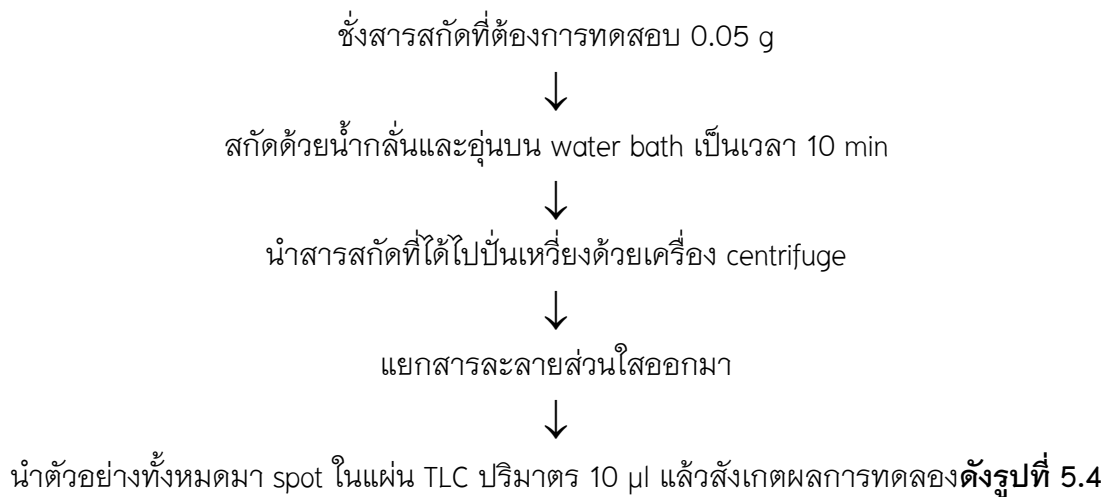 ชั่งสารสกัดที่ต้องการทดสอบ 0.05 g
↓
สกัดด้วยน้ำกลั่นและอุ่นบน water bath เป็นเวลา 10 min
↓
นำสารสกัดที่ได้ไปปั่นเหวี่ยงด้วยเครื่อง centrifuge
↓
แยกสารละลายส่วนใสออกมา
↓
นำตัวอย่างทั้งหมดมา spot ในแผ่น TLC ปริมาตร 10 µl แล้วสังเกตผลการทดลองดังรูปที่ 5.4